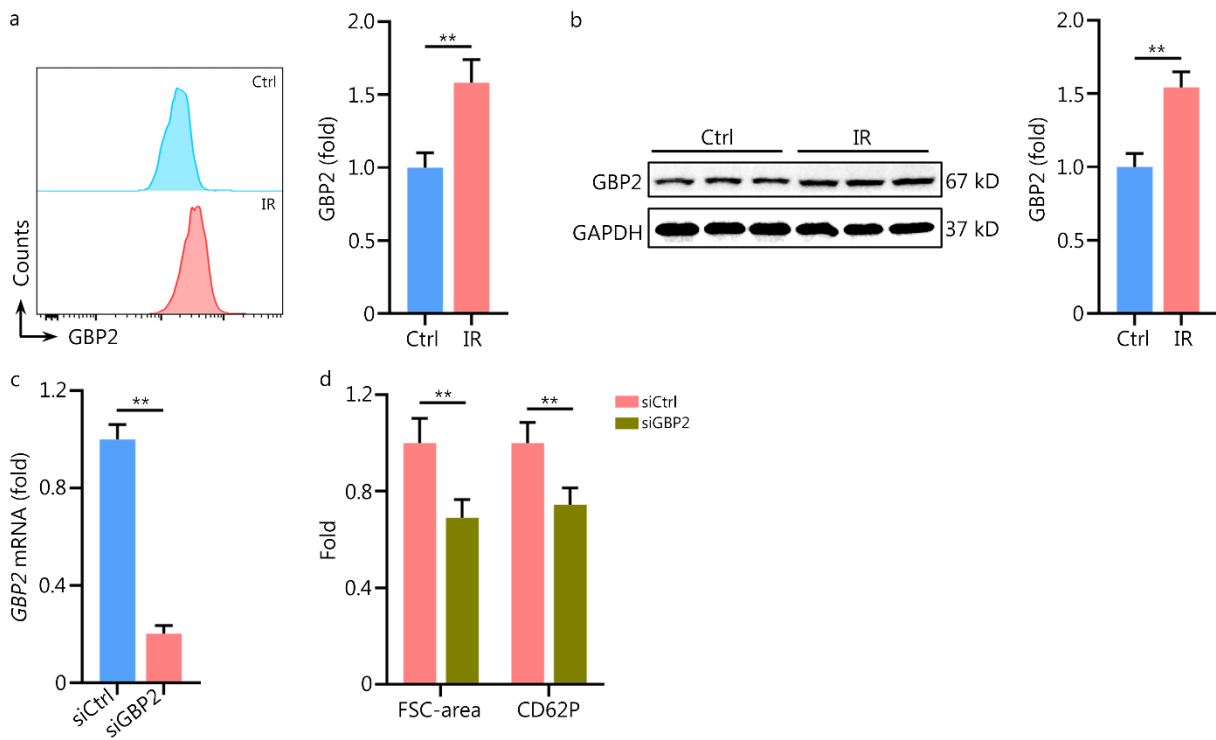 a
Ctrl
IR
Counts
GBP2
GBP2 (fold)
2.0
1.5
1.0
0.5
0
**
Ctrl IR
b
Ctrl IR
GBP2 67 kD
GAPDH 37 kD
GBP2 (fold)
2.0
1.5
1.0
0.5
0
**
Ctrl IR
c
GBP2 mRNA (fold)
1.2
0.8
0.4
0
**
siCtrl siGBP2
d
Fold
1.2
0.8
0.4
0
** **
FSC-area CD62P
siCtrl
siGBP2